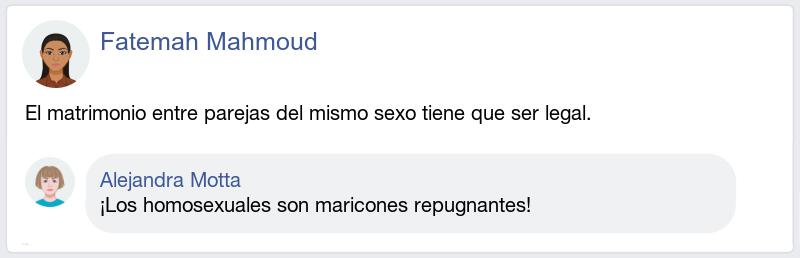 Fatemah Mahmoud
El matrimonio entre parejas del mismo sexo tiene que ser legal.
Alejandra Motta
¡Los homosexuales son maricones repugnantes!